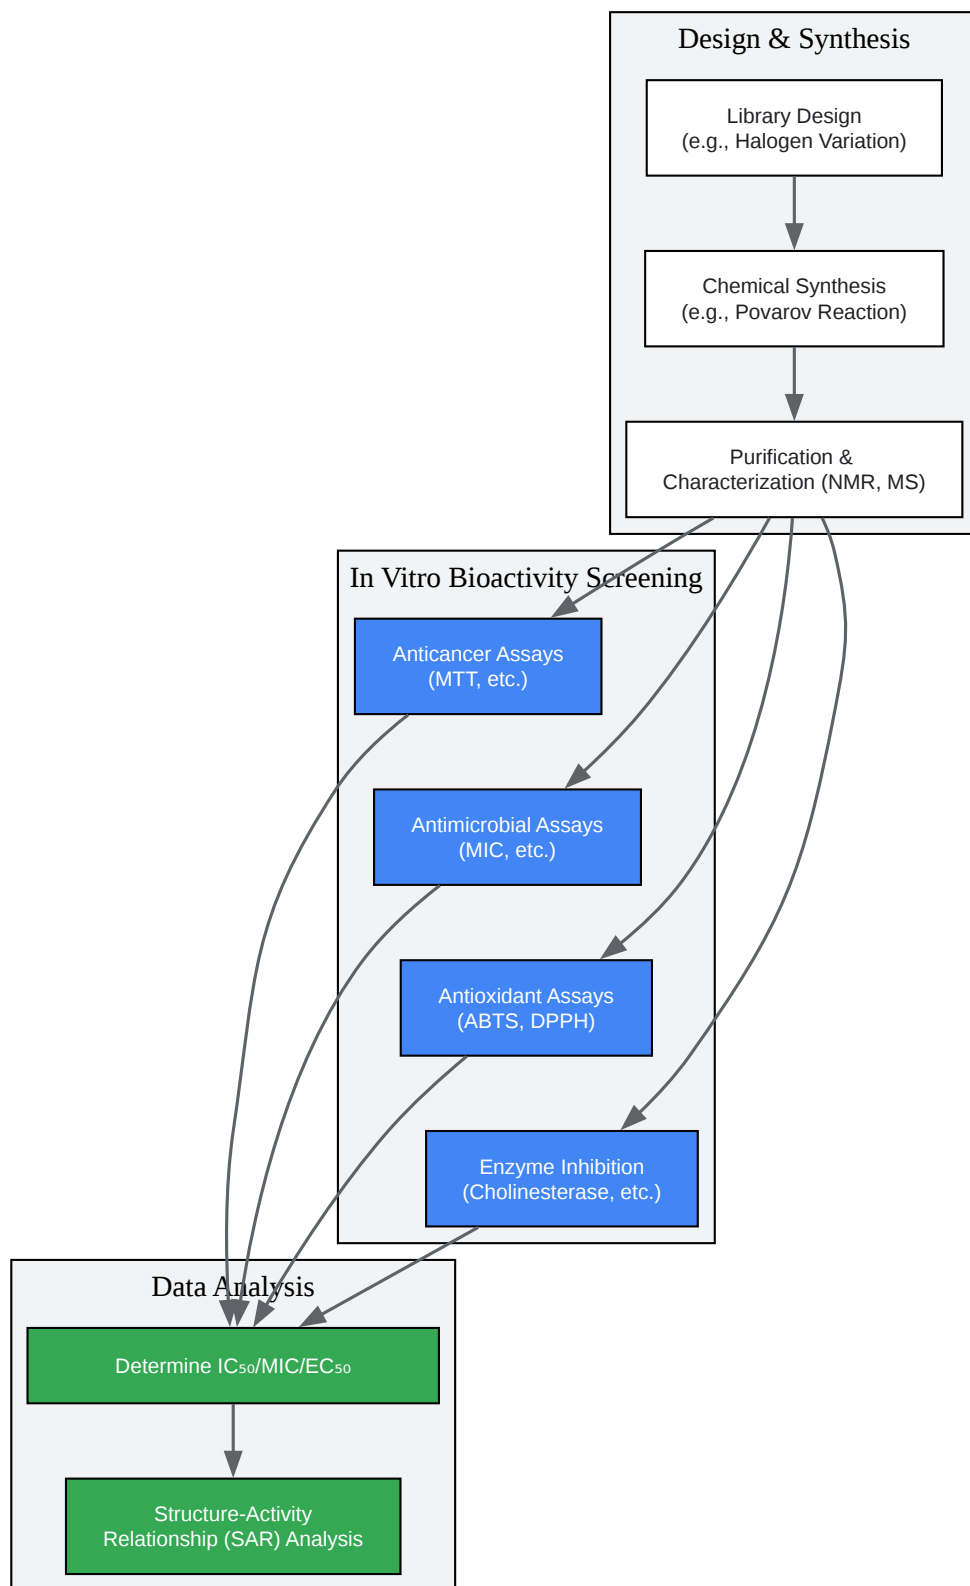 Design & Synthesis
Library Design
(e.g., Halogen Variation)
Chemical Synthesis
(e.g., Povarov Reaction)
Purification &
Characterization (NMR, MS)
In Vitro Bioactivity Screening
Anticancer Assays
(MTT, etc.)
Antimicrobial Assays
(MIC, etc.)
Antioxidant Assays
(ABTS, DPPH)
Enzyme Inhibition
(Cholinesterase, etc.)
Data Analysis
Determine IC₅₀/MIC/EC₅₀
Structure-Activity
Relationship (SAR) Analysis